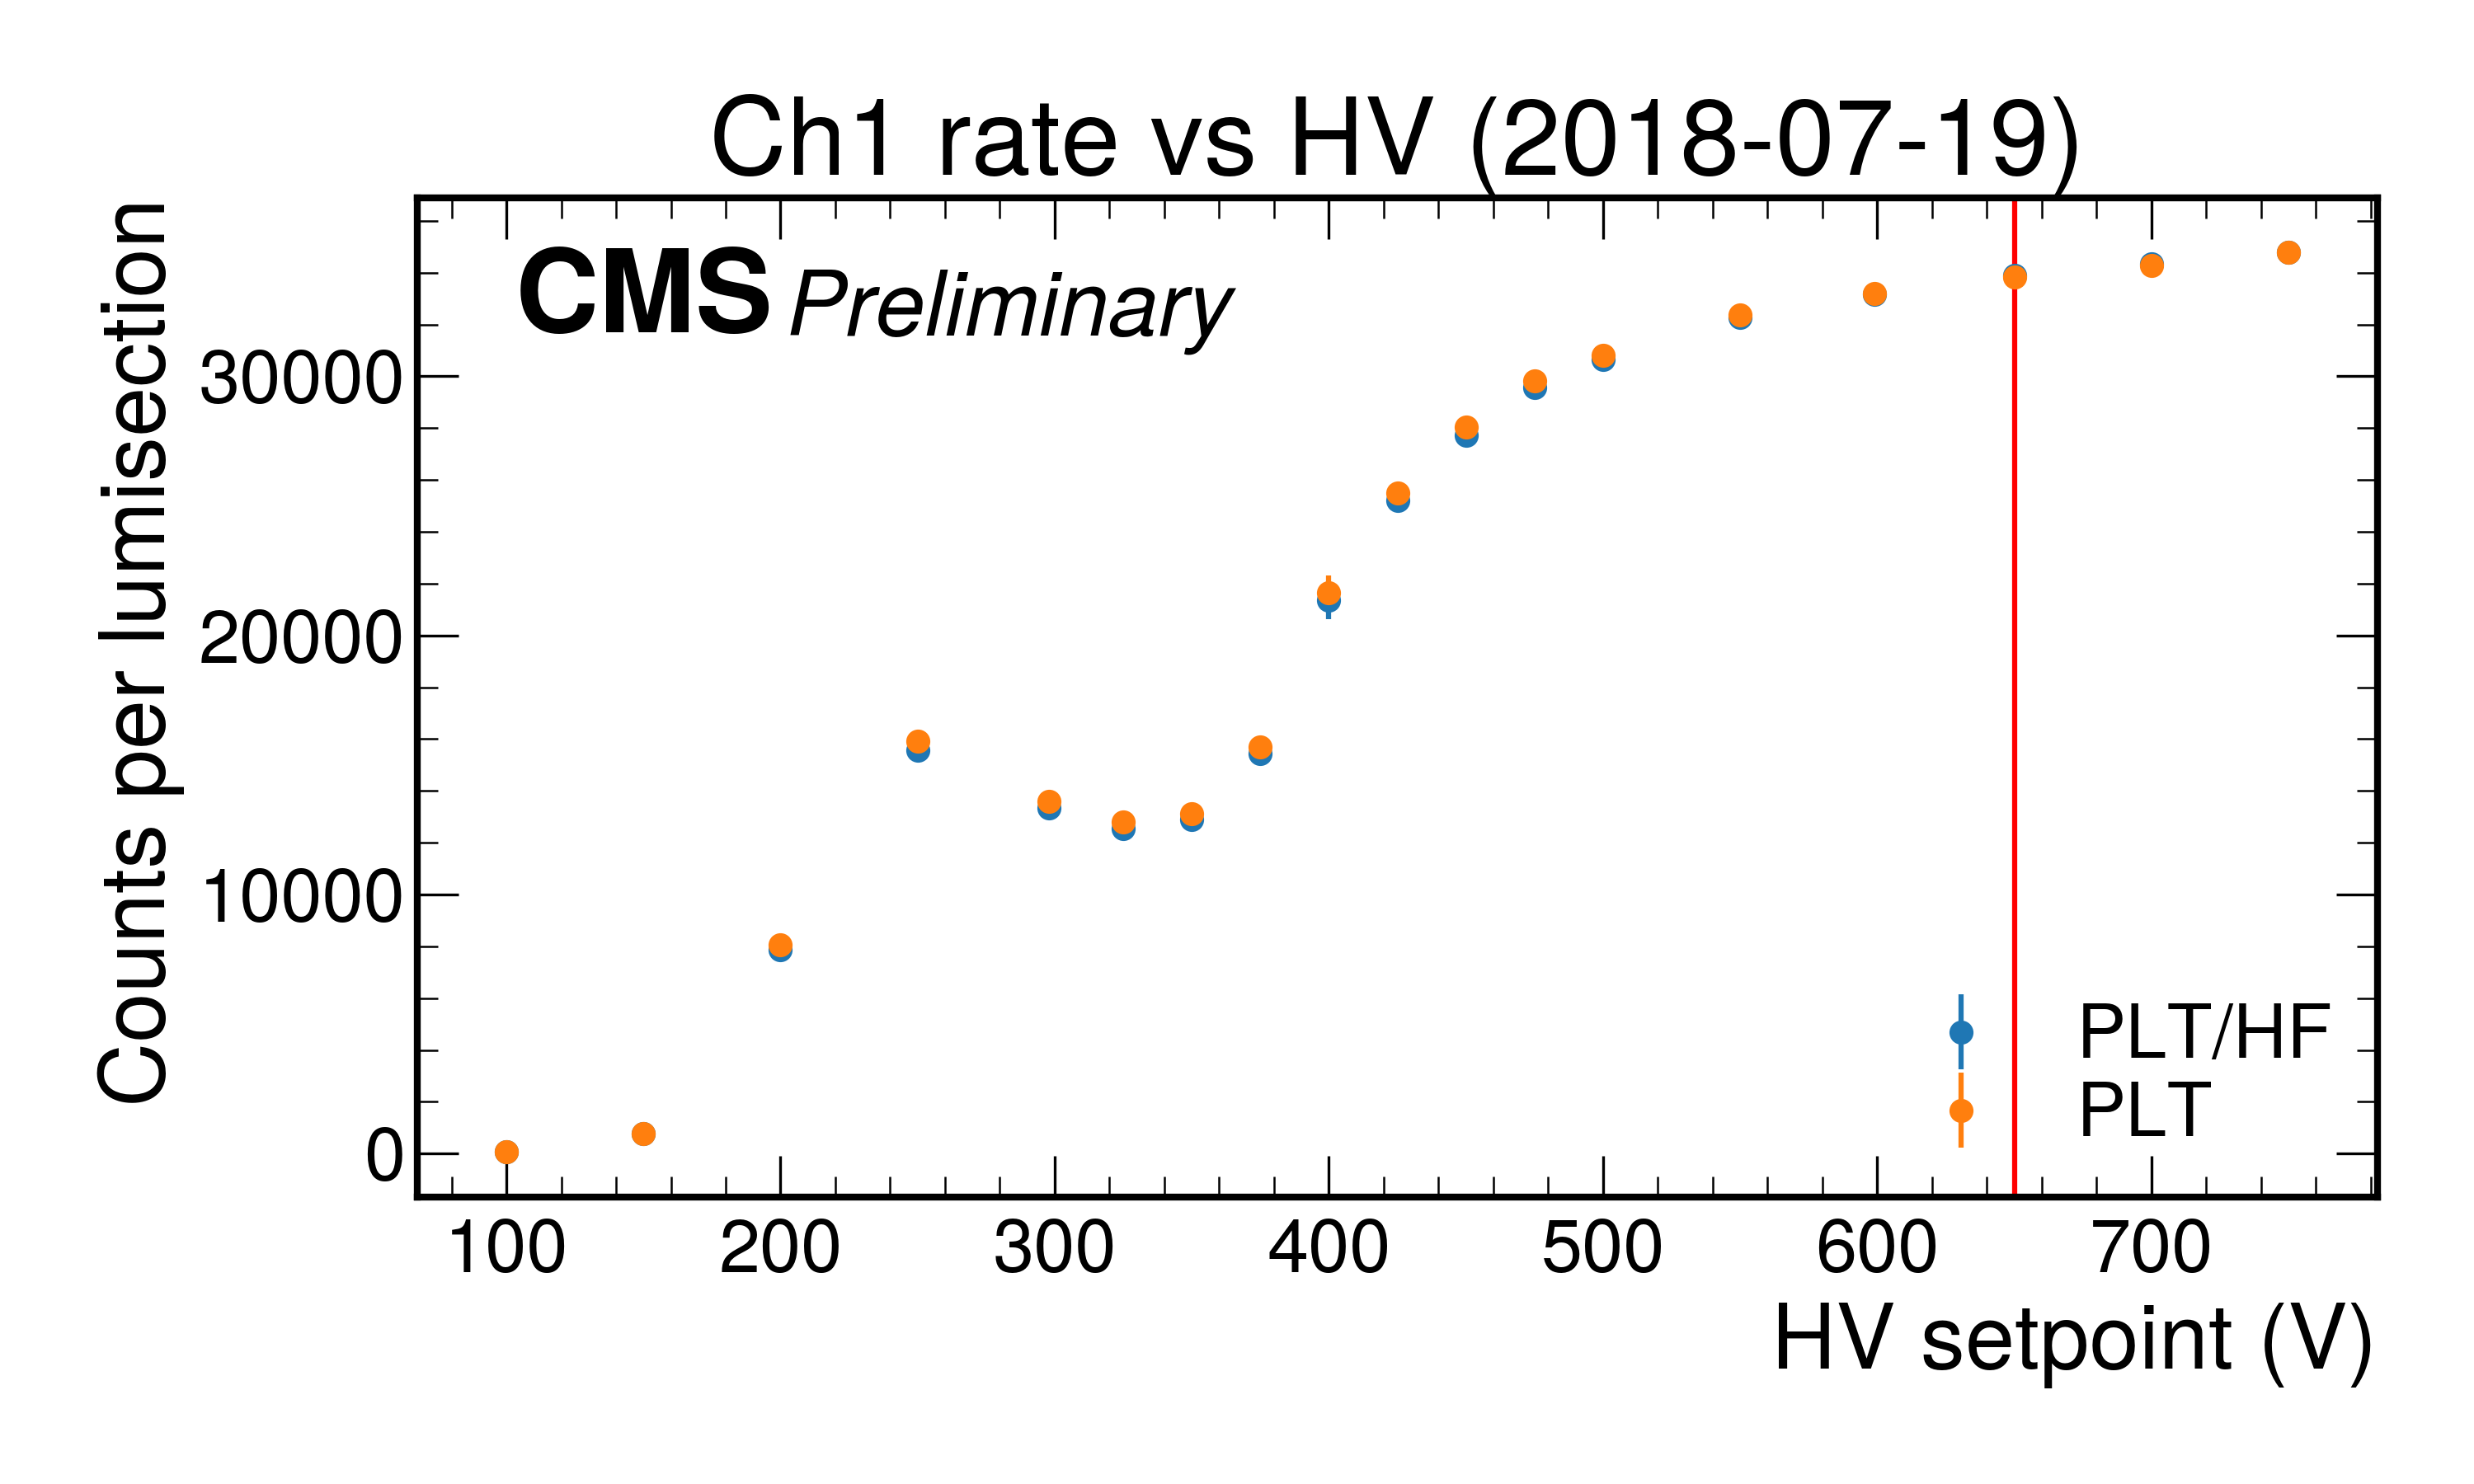 Ch1 rate vs HV (2018-07-19)
CMS Preliminary
Counts per lumisection
30000
20000
10000
0
PLT/HF
PLT
100 200 300 400 500 600 700
HV setpoint (V)